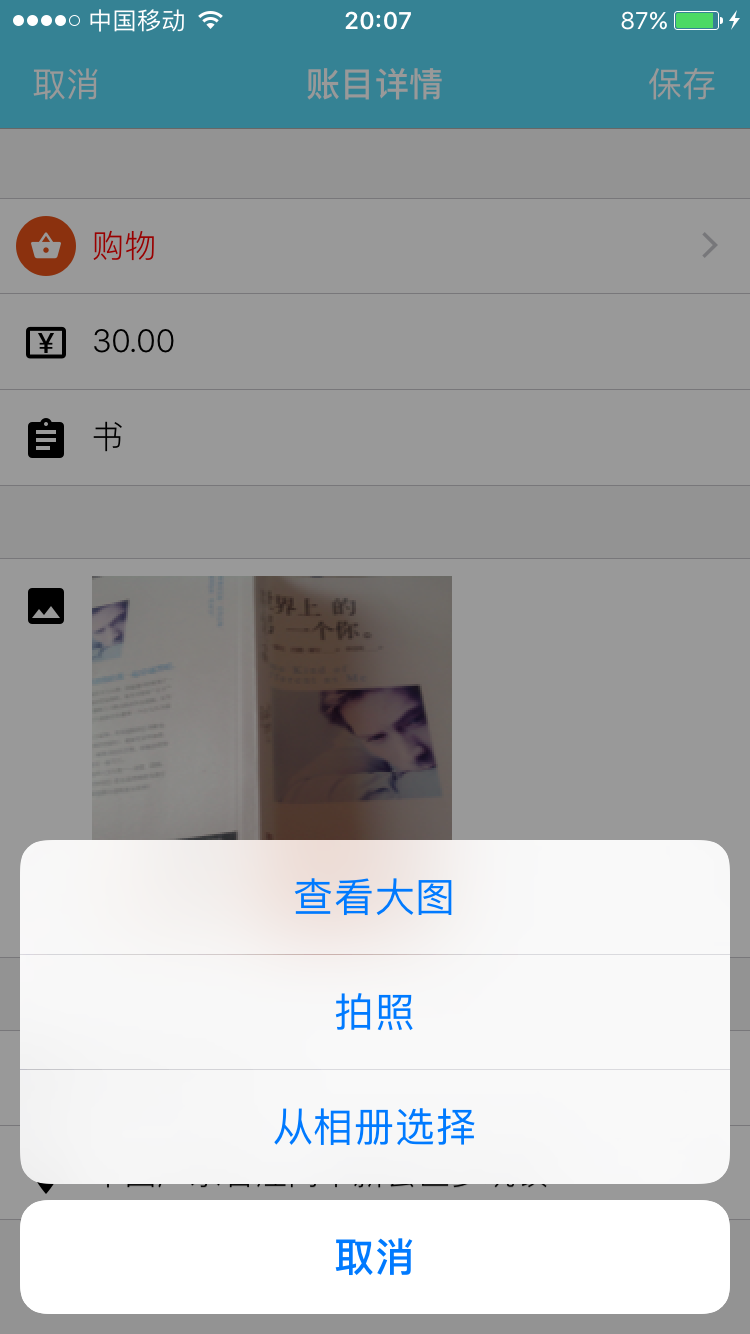 中国移动 20:07 87%
取消 账目详情 保存
购物
¥ 30.00
书
界上 的
一个你。
查看大图
拍照
从相册选择
取消